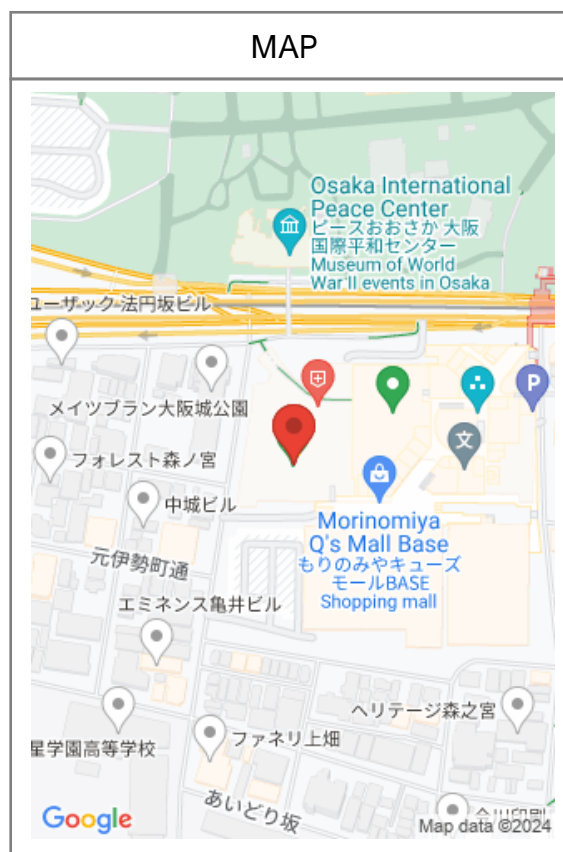 MAP
Osaka International
Peace Center
ピースおおさか 大阪
国際平和センター
Museum of World
War II events in Osaka
ユーザック・法円坂ビル
メイツブラン大阪城公園
P
文
フォレスト森ノ宮
中城ビル
Morinomiya
Q's Mall Base
もりのみやキューズ
モールBASE
Shopping mall
元伊勢町通
エミネンス亀井ビル
ヘリテージ森之宮
星学園高等学校
ファネリ上畑
あいどり坂
Google
Map data ©2024